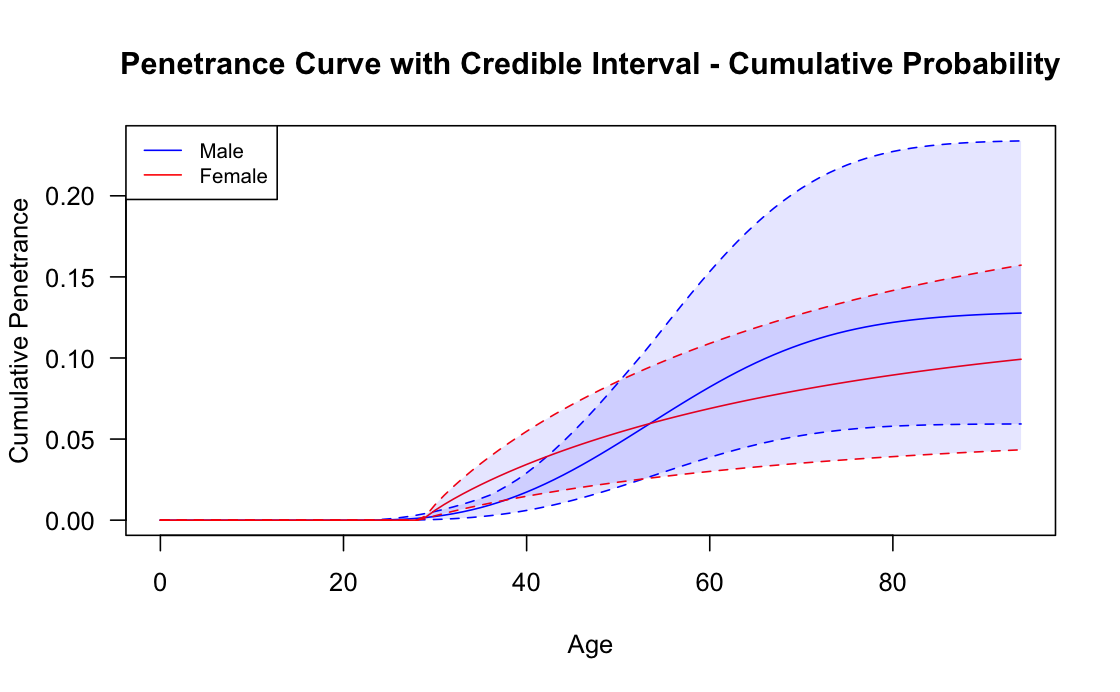 Penetrance Curve with Credible Interval - Cumulative Probability
Male
Female
Cumulative Penetrance
0.20
0.15
0.10
0.05
0.00
0 20 40 60 80
Age